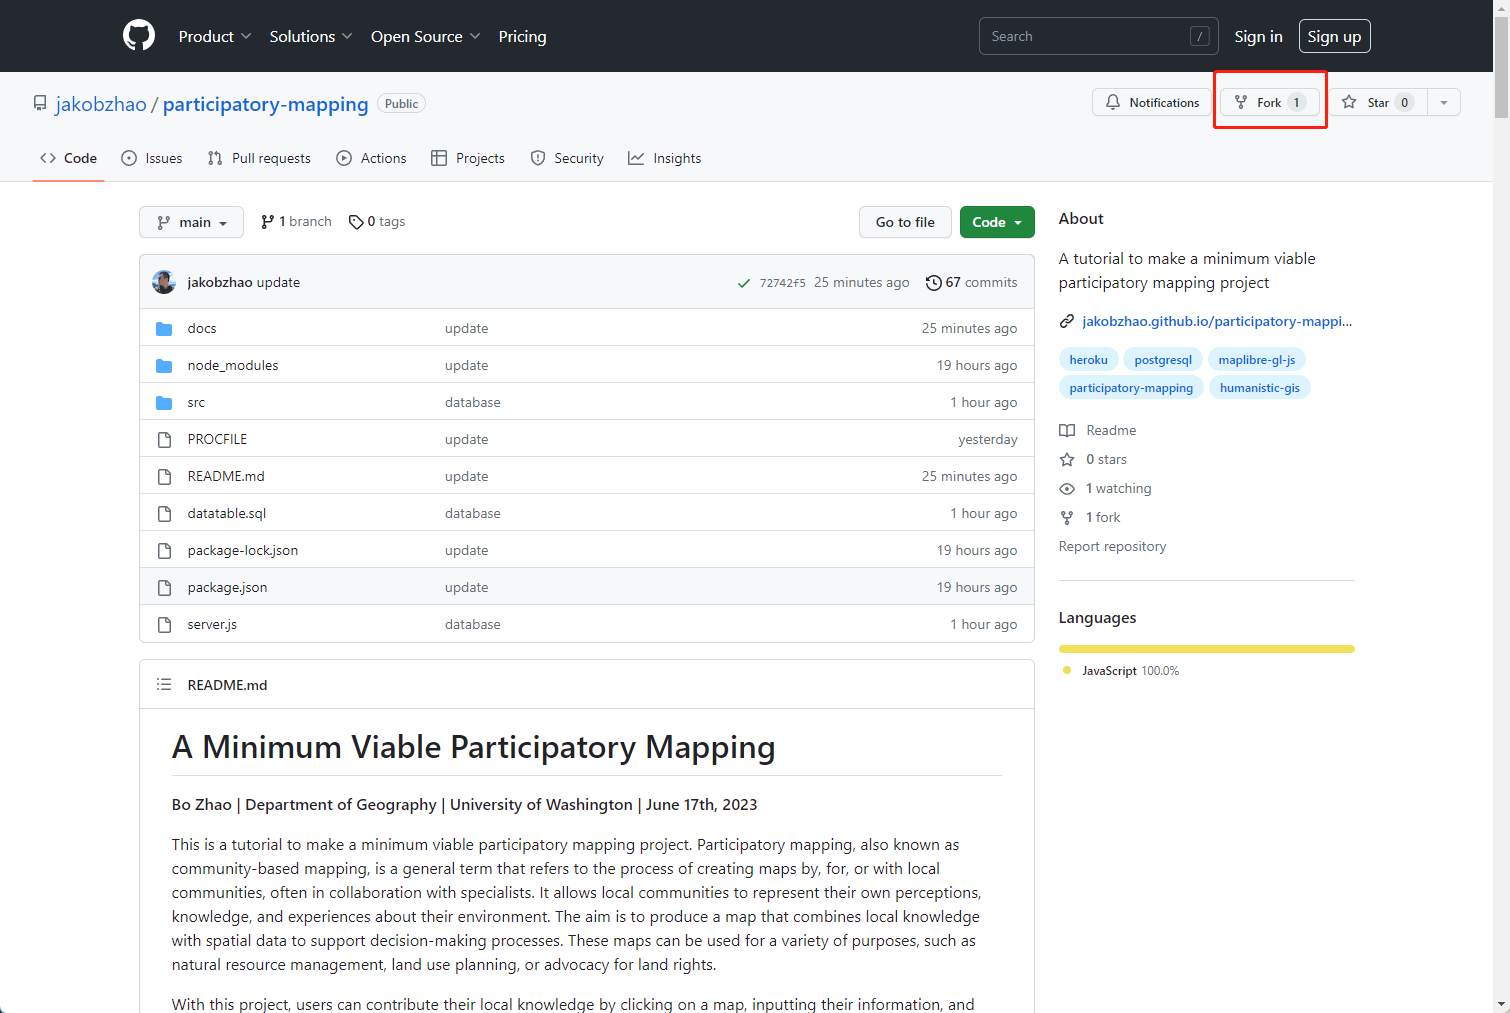 Product Solutions Open Source Pricing Search / Sign in Sign up
jakobzhao / participatory-mapping Public Notifications Fork 1 Star 0
Code Issues Pull requests Actions Projects Security Insights
main 1 branch 0 tags Go to file Code
jakobzhao update 72742f5 25 minutes ago 67 commits
docs update 25 minutes ago
node_modules update 19 hours ago
src database 1 hour ago
PROCFILE update yesterday
README.md update 25 minutes ago
datatable.sql database 1 hour ago
package-lock.json update 19 hours ago
package.json update 19 hours ago
server.js database 1 hour ago
About
A tutorial to make a minimum viable
participatory mapping project
jakobzhao.github.io/participatory-mappi...
heroku postgresql maplibre-gl-js
participatory-mapping humanistic-gis
Readme
0 stars
1 watching
1 fork
Report repository
Languages
JavaScript 100.0%
README.md
A Minimum Viable Participatory Mapping
Bo Zhao | Department of Geography | University of Washington | June 17th, 2023
This is a tutorial to make a minimum viable participatory mapping project. Participatory mapping, also known as
community-based mapping, is a general term that refers to the process of creating maps by, for, or with local
communities, often in collaboration with specialists. It allows local communities to represent their own perceptions,
knowledge, and experiences about their environment. The aim is to produce a map that combines local knowledge
with spatial data to support decision-making processes. These maps can be used for a variety of purposes, such as
natural resource management, land use planning, or advocacy for land rights.
With this project, users can contribute their local knowledge by clicking on a map, inputting their information, and